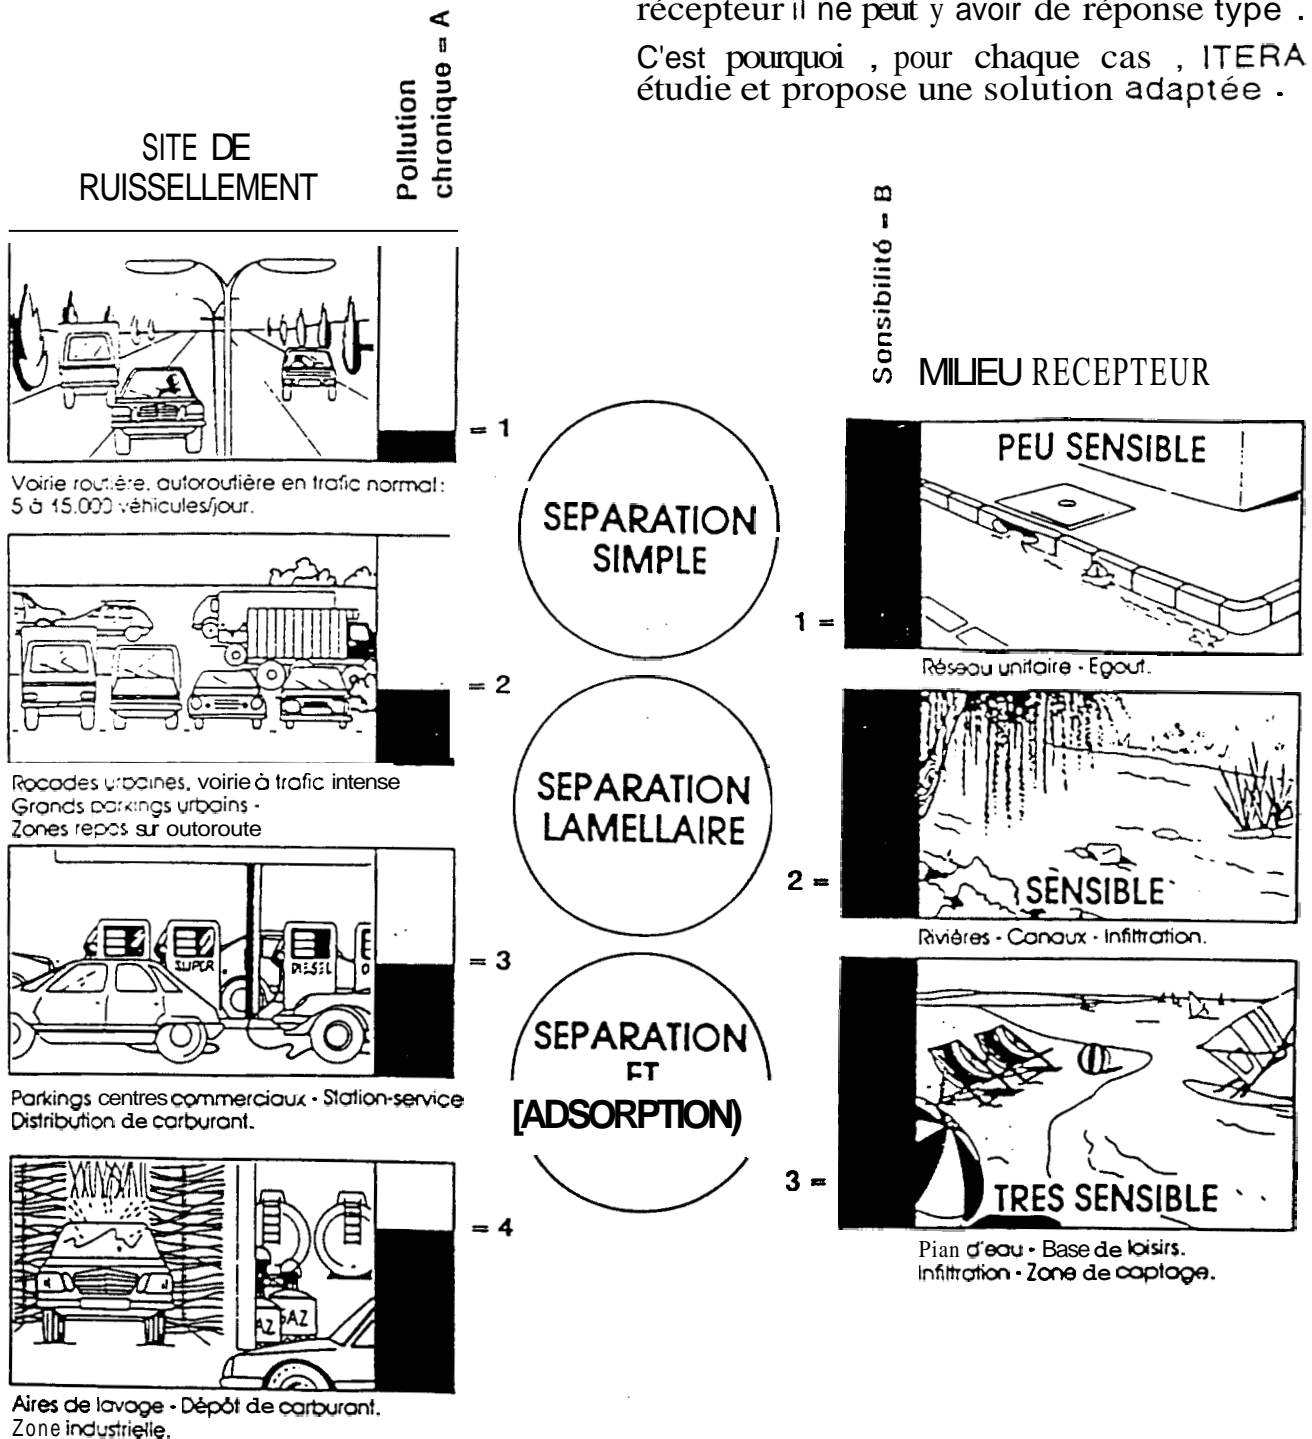 récepteur il ne peut y avoir de réponse type .
C'est pourquoi , pour chaque cas , ITERA
étudie et propose une solution adaptée .
SITE DE
RUISSELLEMENT
Pollution
chronique = A
= 1
Voirie routière, autoroutière en trafic normal :
5 à 15.000 véhicules/jour.
= 2
Rocades urbaines, voirie à trafic intense
Grands parkings urbains -
Zones repos sur outoroute
SUPER
DIESEL
= 3
Parkings centres commerciaux - Station-service
Distribution de carburant.
AZ
GAZ
= 4
Aires de lavage - Dépôt de carburant.
Zone industrielle.
SEPARATION
SIMPLE
SEPARATION
LAMELLAIRE
SEPARATION
ET
[ADSORPTION)
Sonsibilité = B
MILIEU RECEPTEUR
PEU SENSIBLE
1 =
Réseau unitaire - Egout.
SENSIBLE
2 =
Rivières - Canaux - Infiltration.
TRES SENSIBLE
3 =
Pian d'eau - Base de loisirs.
Infiltration - Zone de captage.